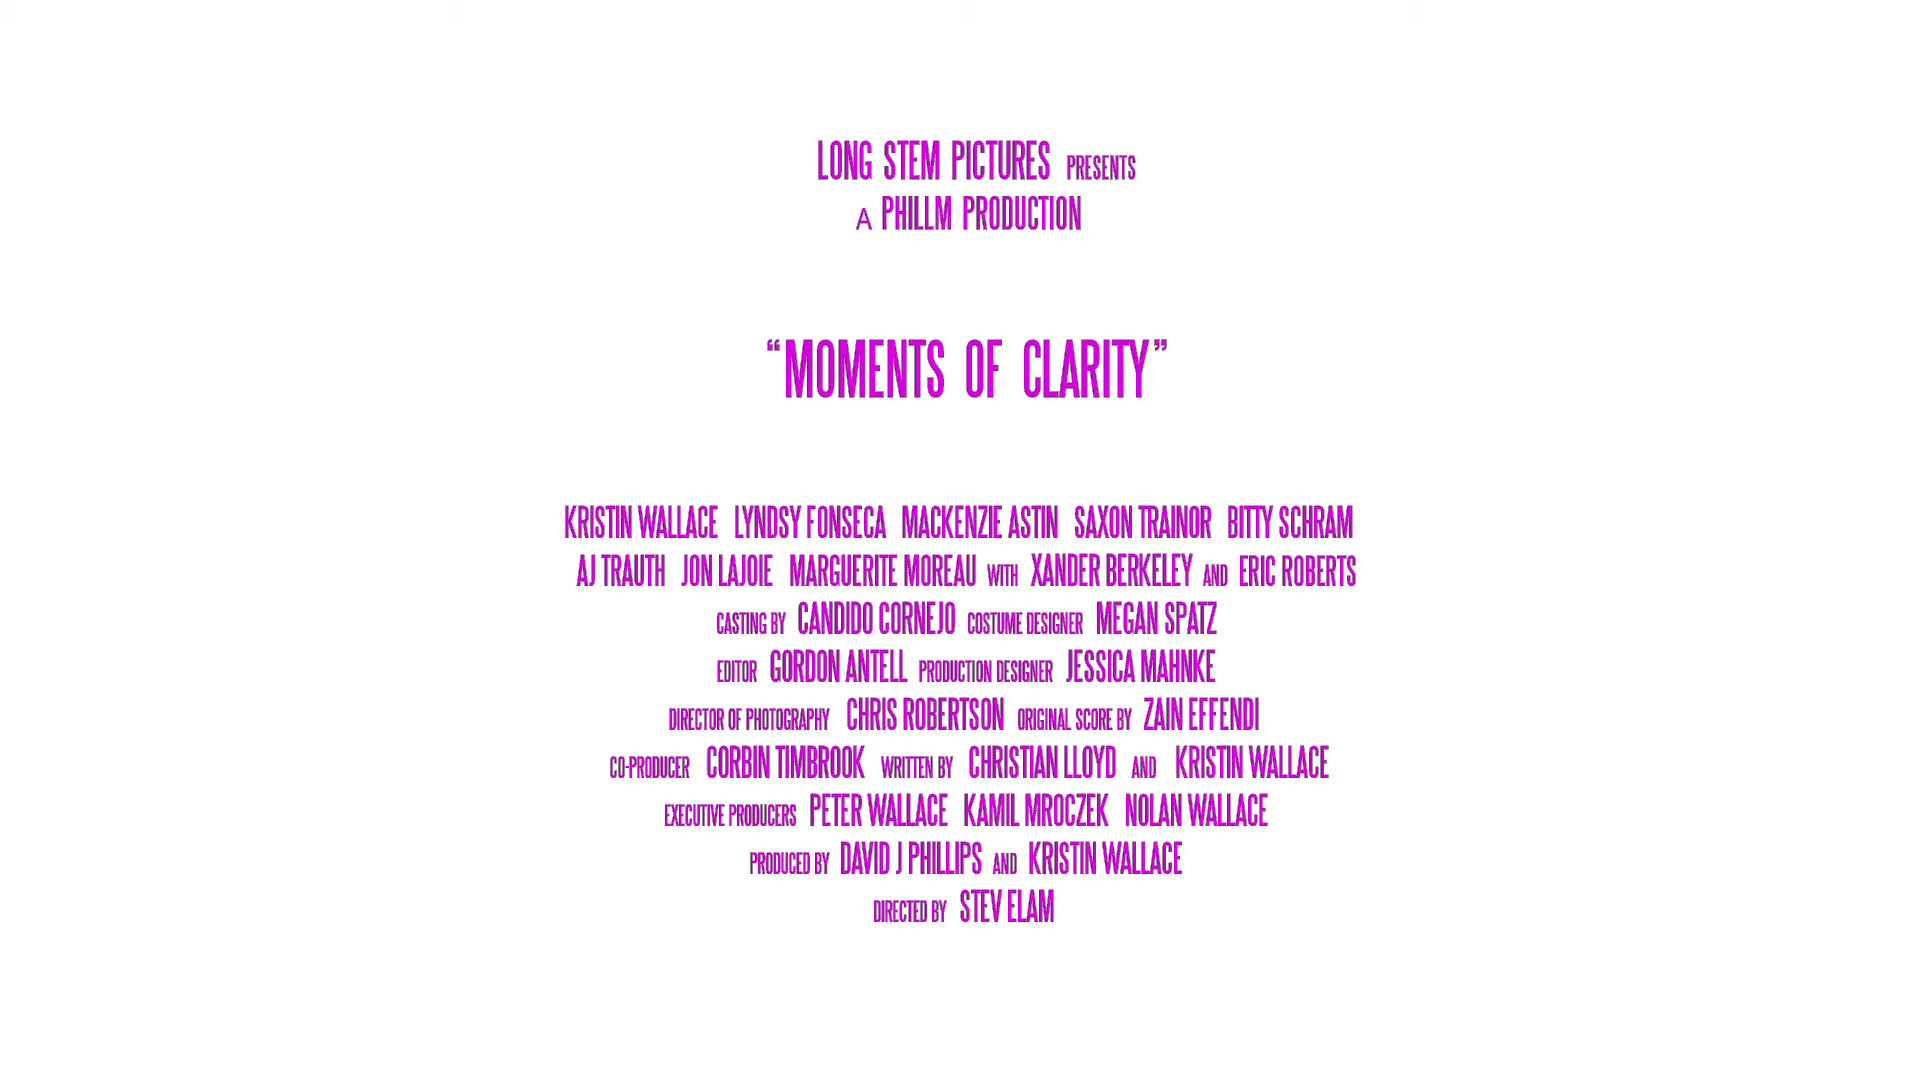 LONG STEM PICTURES PRESENTS
A PHILLM PRODUCTION
“MOMENTS OF CLARITY”
KRISTIN WALLACE LYNDSY FONSECA MACKENZIE ASTIN SAXON TRAINOR BITTY SCHRAM
AJ TRAUTH JON LAJOIE MARGUERITE MOREAU WITH XANDER BERKELEY AND ERIC ROBERTS
CASTING BY CANDIDO CORNEJO COSTUME DESIGNER MEGAN SPATZ
EDITOR GORDON ANTELL PRODUCTION DESIGNER JESSICA MAHNKE
DIRECTOR OF PHOTOGRAPHY CHRIS ROBERTSON ORIGINAL SCORE BY ZAIN EFFENDI
CO-PRODUCER CORBIN TIMBROOK WRITTEN BY CHRISTIAN LLOYD AND KRISTIN WALLACE
EXECUTIVE PRODUCERS PETER WALLACE KAMIL MROCZEK NOLAN WALLACE
PRODUCED BY DAVID J PHILLIPS AND KRISTIN WALLACE
DIRECTED BY STEV ELAM